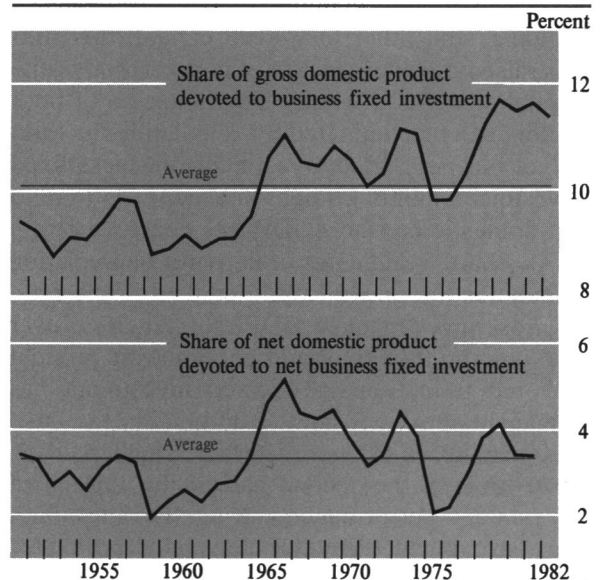 Percent
Share of gross domestic product
devoted to business fixed investment
12
Average
10
8
Share of net domestic product
devoted to net business fixed investment
6
4
Average
2
1955 1960 1965 1970 1975 1982